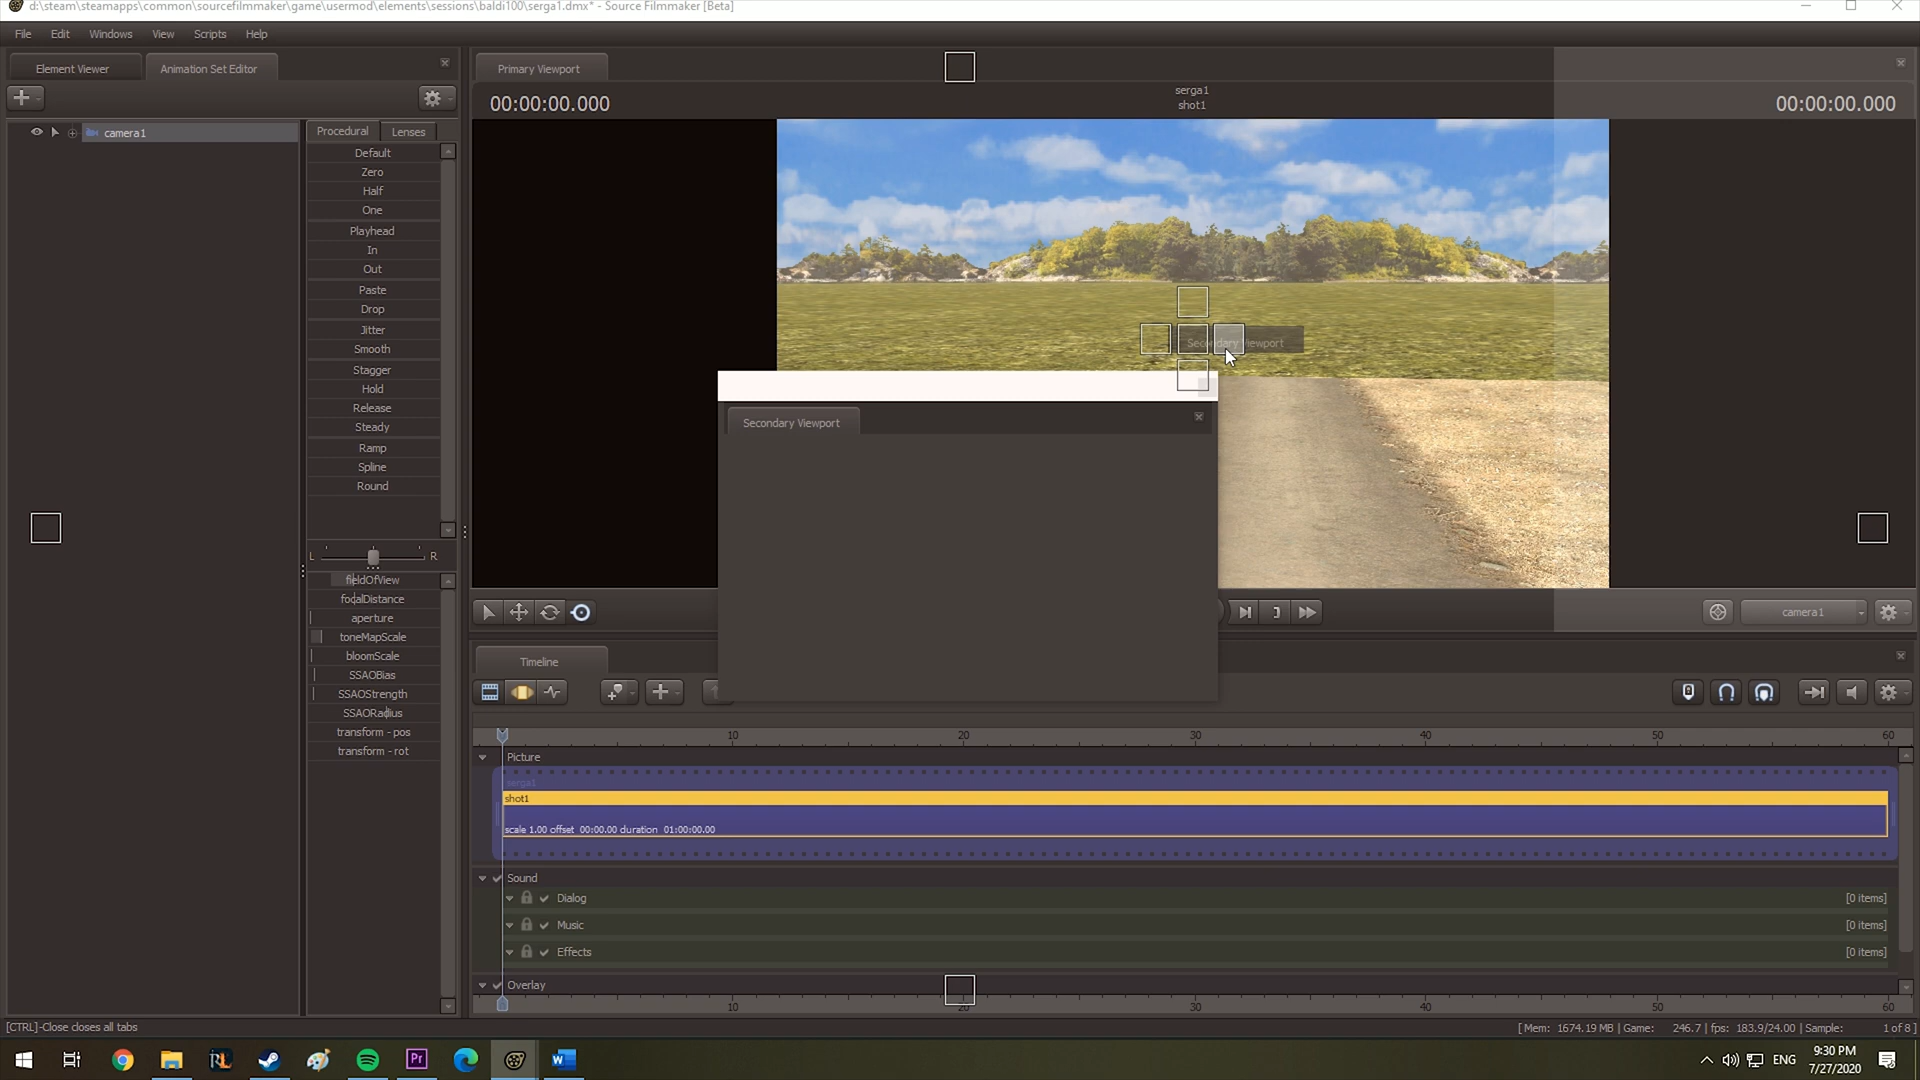 d:\steam\steamapps\common\sourcefilmmaker\game\usermod\elements\sessions\baldi100\serga1.dmx* - Source Filmmaker [Beta]
File Edit Windows View Scripts Help
Element Viewer Animation Set Editor
Primary Viewport
00:00:00.000
serga1
shot1
00:00:00.000
camera1
Procedural Lenses
Default
Zero
Half
One
Playhead
In
Out
Paste
Drop
Jitter
Smooth
Stagger
Hold
Release
Steady
Ramp
Spline
Round
L R
fieldOfView
focalDistance
aperture
toneMapScale
bloomScale
SSAOBias
SSAOStrength
SSAORadius
transform - pos
transform - rot
Secondary Viewport
Secondary Viewport
camera1
Timeline
10 20 30 40 50 60
Picture
serga1
shot1
scale 1.00 offset 00:00.00 duration 01:00:00.00
Sound
Dialog [0 items]
Music [0 items]
Effects [0 items]
Overlay
10 20 30 40 50 60
[CTRL]-Close closes all tabs
[ Mem: 1674.19 MB | Game: 246.7 | fps: 183.9/24.00 | Sample: 1 of 8 ]
RL
Pr
W
ENG
9:30 PM
7/27/2020